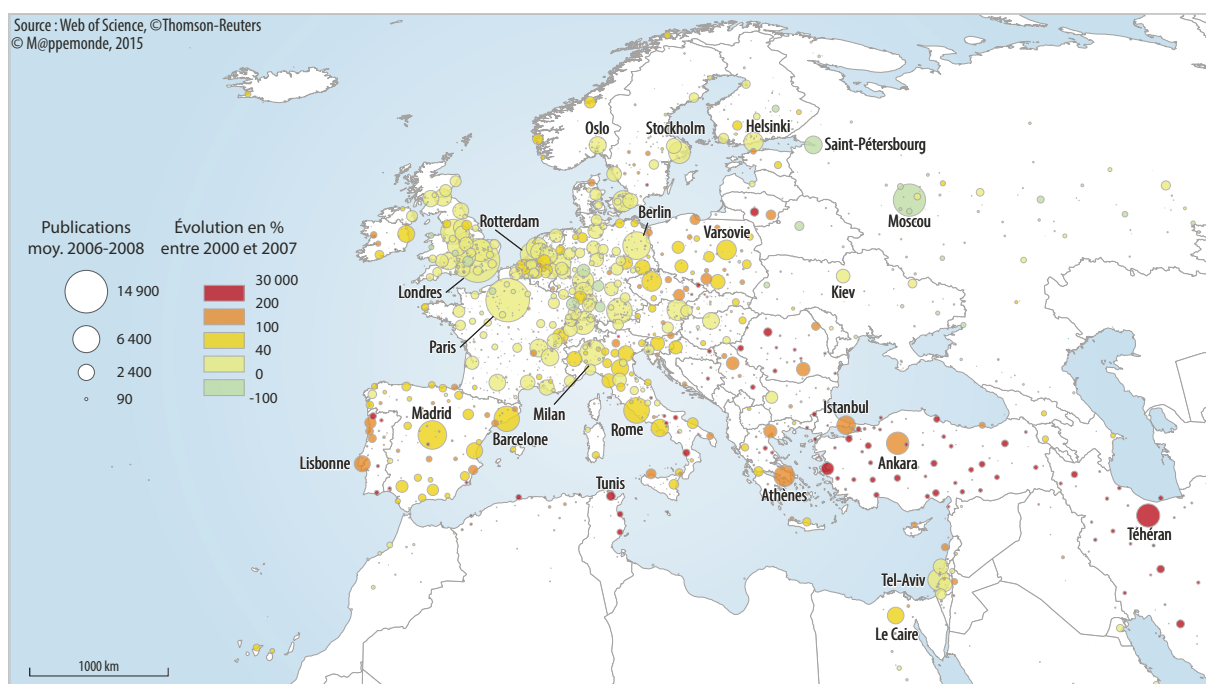 Source : Web of Science, ©Thomson-Reuters
© M@ppemonde, 2015
Publications
moy. 2006-2008
14 900
6 400
2 400
90
Évolution en %
entre 2000 et 2007
30 000
200
100
40
0
-100
1000 km
Oslo
Stockholm
Helsinki
Saint-Pétersbourg
Moscou
Rotterdam
Berlin
Varsovie
Kiev
Londres
Paris
Milan
Madrid
Barcelone
Rome
Lisbonne
Istanbul
Ankara
Athènes
Tunis
Téhéran
Tel-Aviv
Le Caire